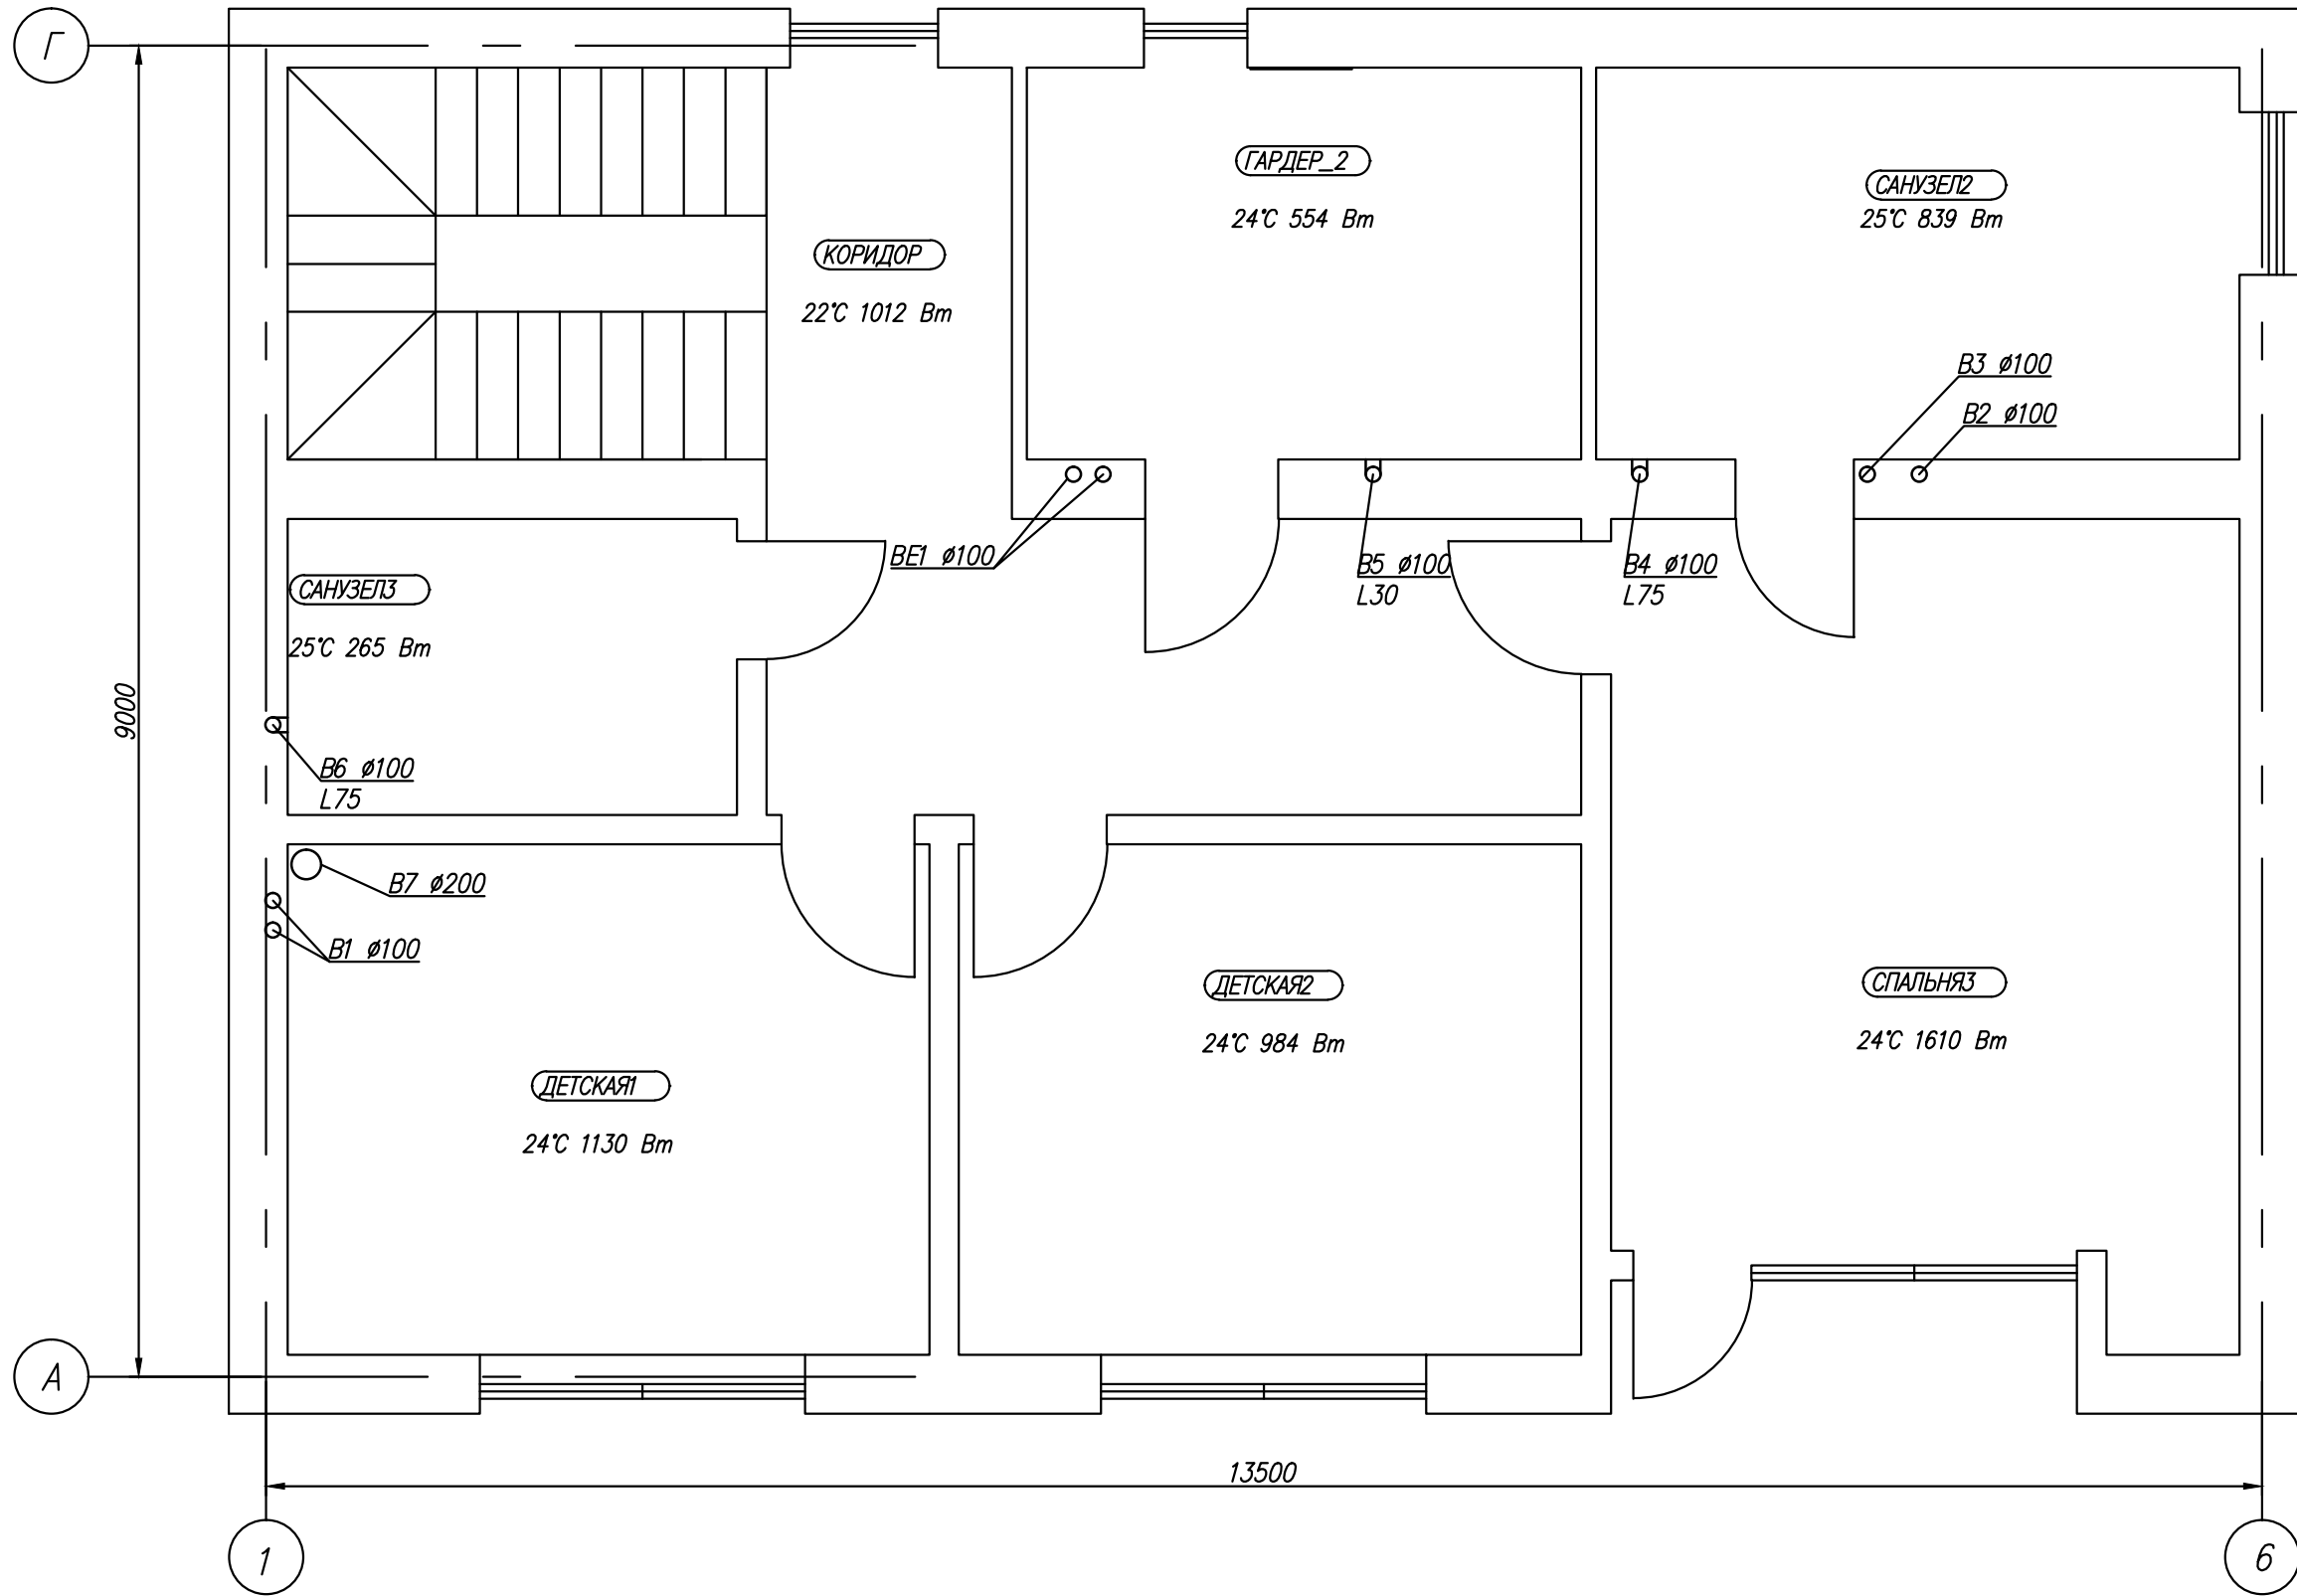 Г
ГАРДЕР_2
24°С 554 Вт
САНУЗЕЛ2
25°С 839 Вт
КОРИДОР
22°С 1012 Вт
В3 ø100
В2 ø100
ВЕ1 ø100
В5 ø100
L30
В4 ø100
L75
САНУЗЕЛ3
25°С 265 Вт
9000
В6 ø100
L75
В7 ø200
В1 ø100
ДЕТСКАЯ2
24°С 984 Вт
СПАЛЬНЯ3
24°С 1610 Вт
ДЕТСКАЯ1
24°С 1130 Вт
А
13500
1
6